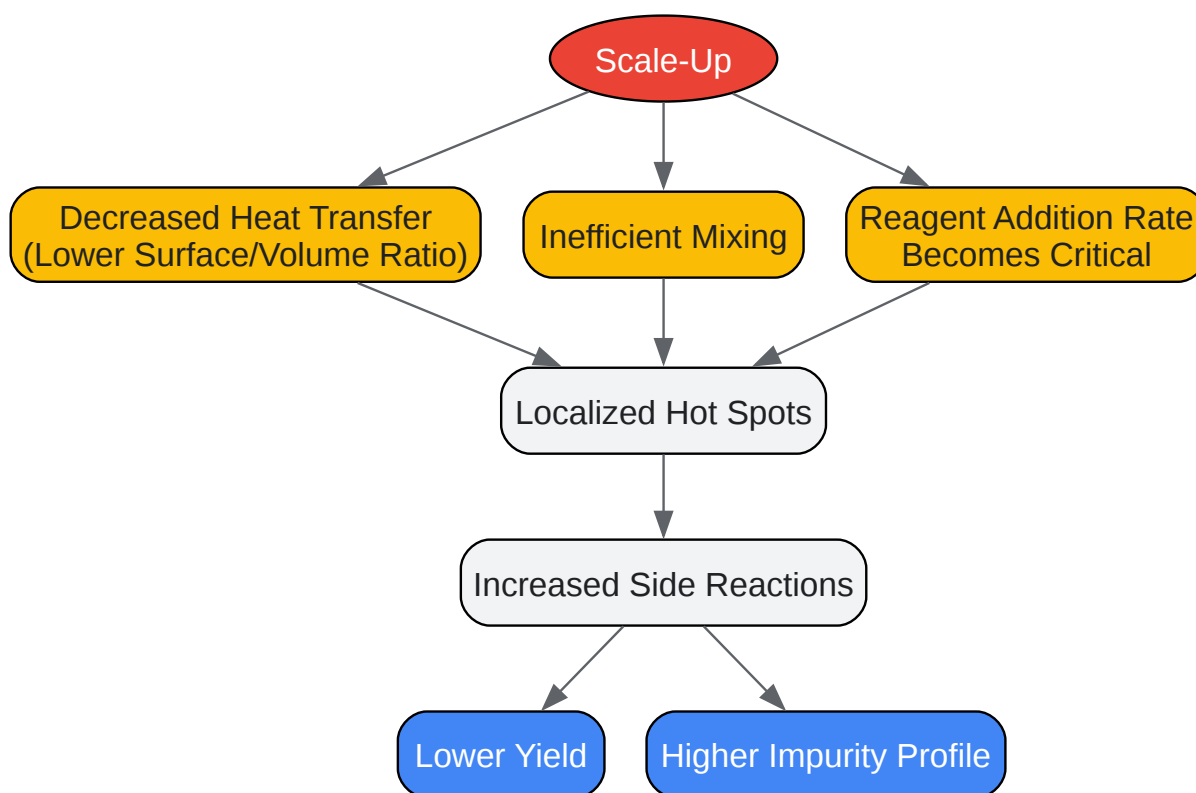 Scale-Up
Decreased Heat Transfer
(Lower Surface/Volume Ratio)
Inefficient Mixing
Reagent Addition Rate
Becomes Critical
Localized Hot Spots
Increased Side Reactions
Lower Yield
Higher Impurity Profile